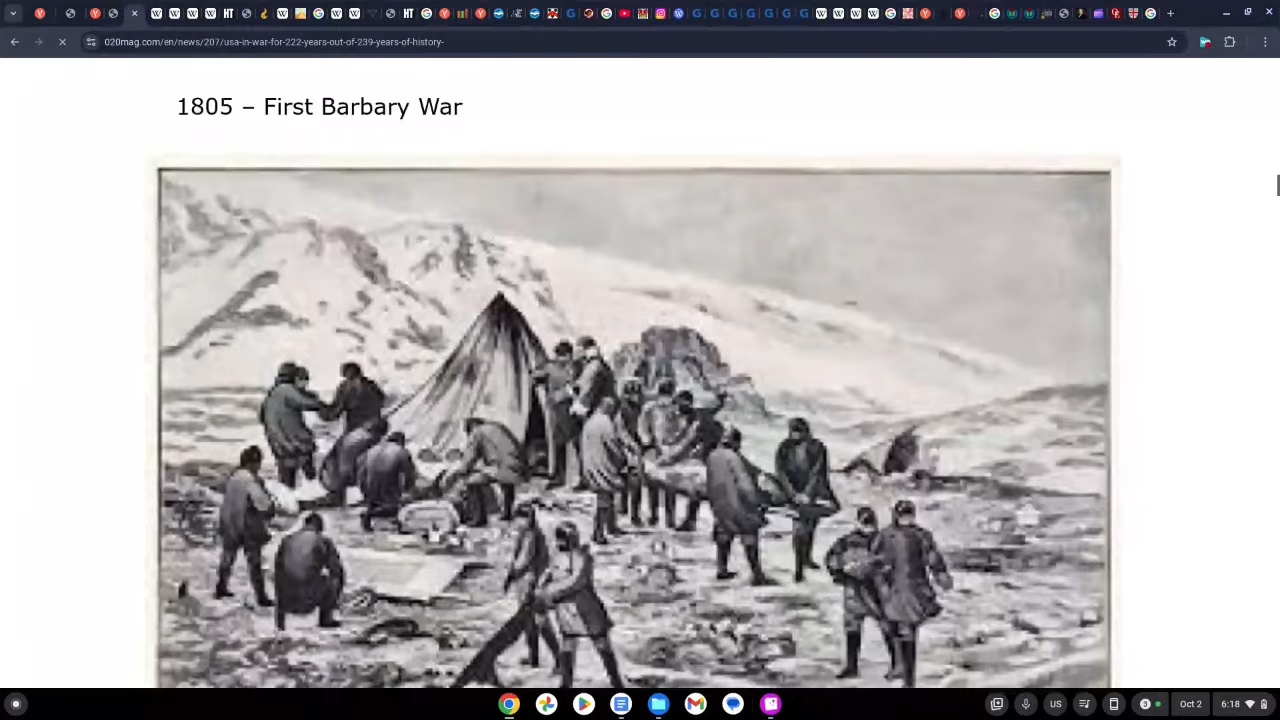 020mag.com/en/news/207/usa-in-war-for-222-years-out-of-239-years-of-history-
1805 – First Barbary War
US
3
Oct 2
6:18